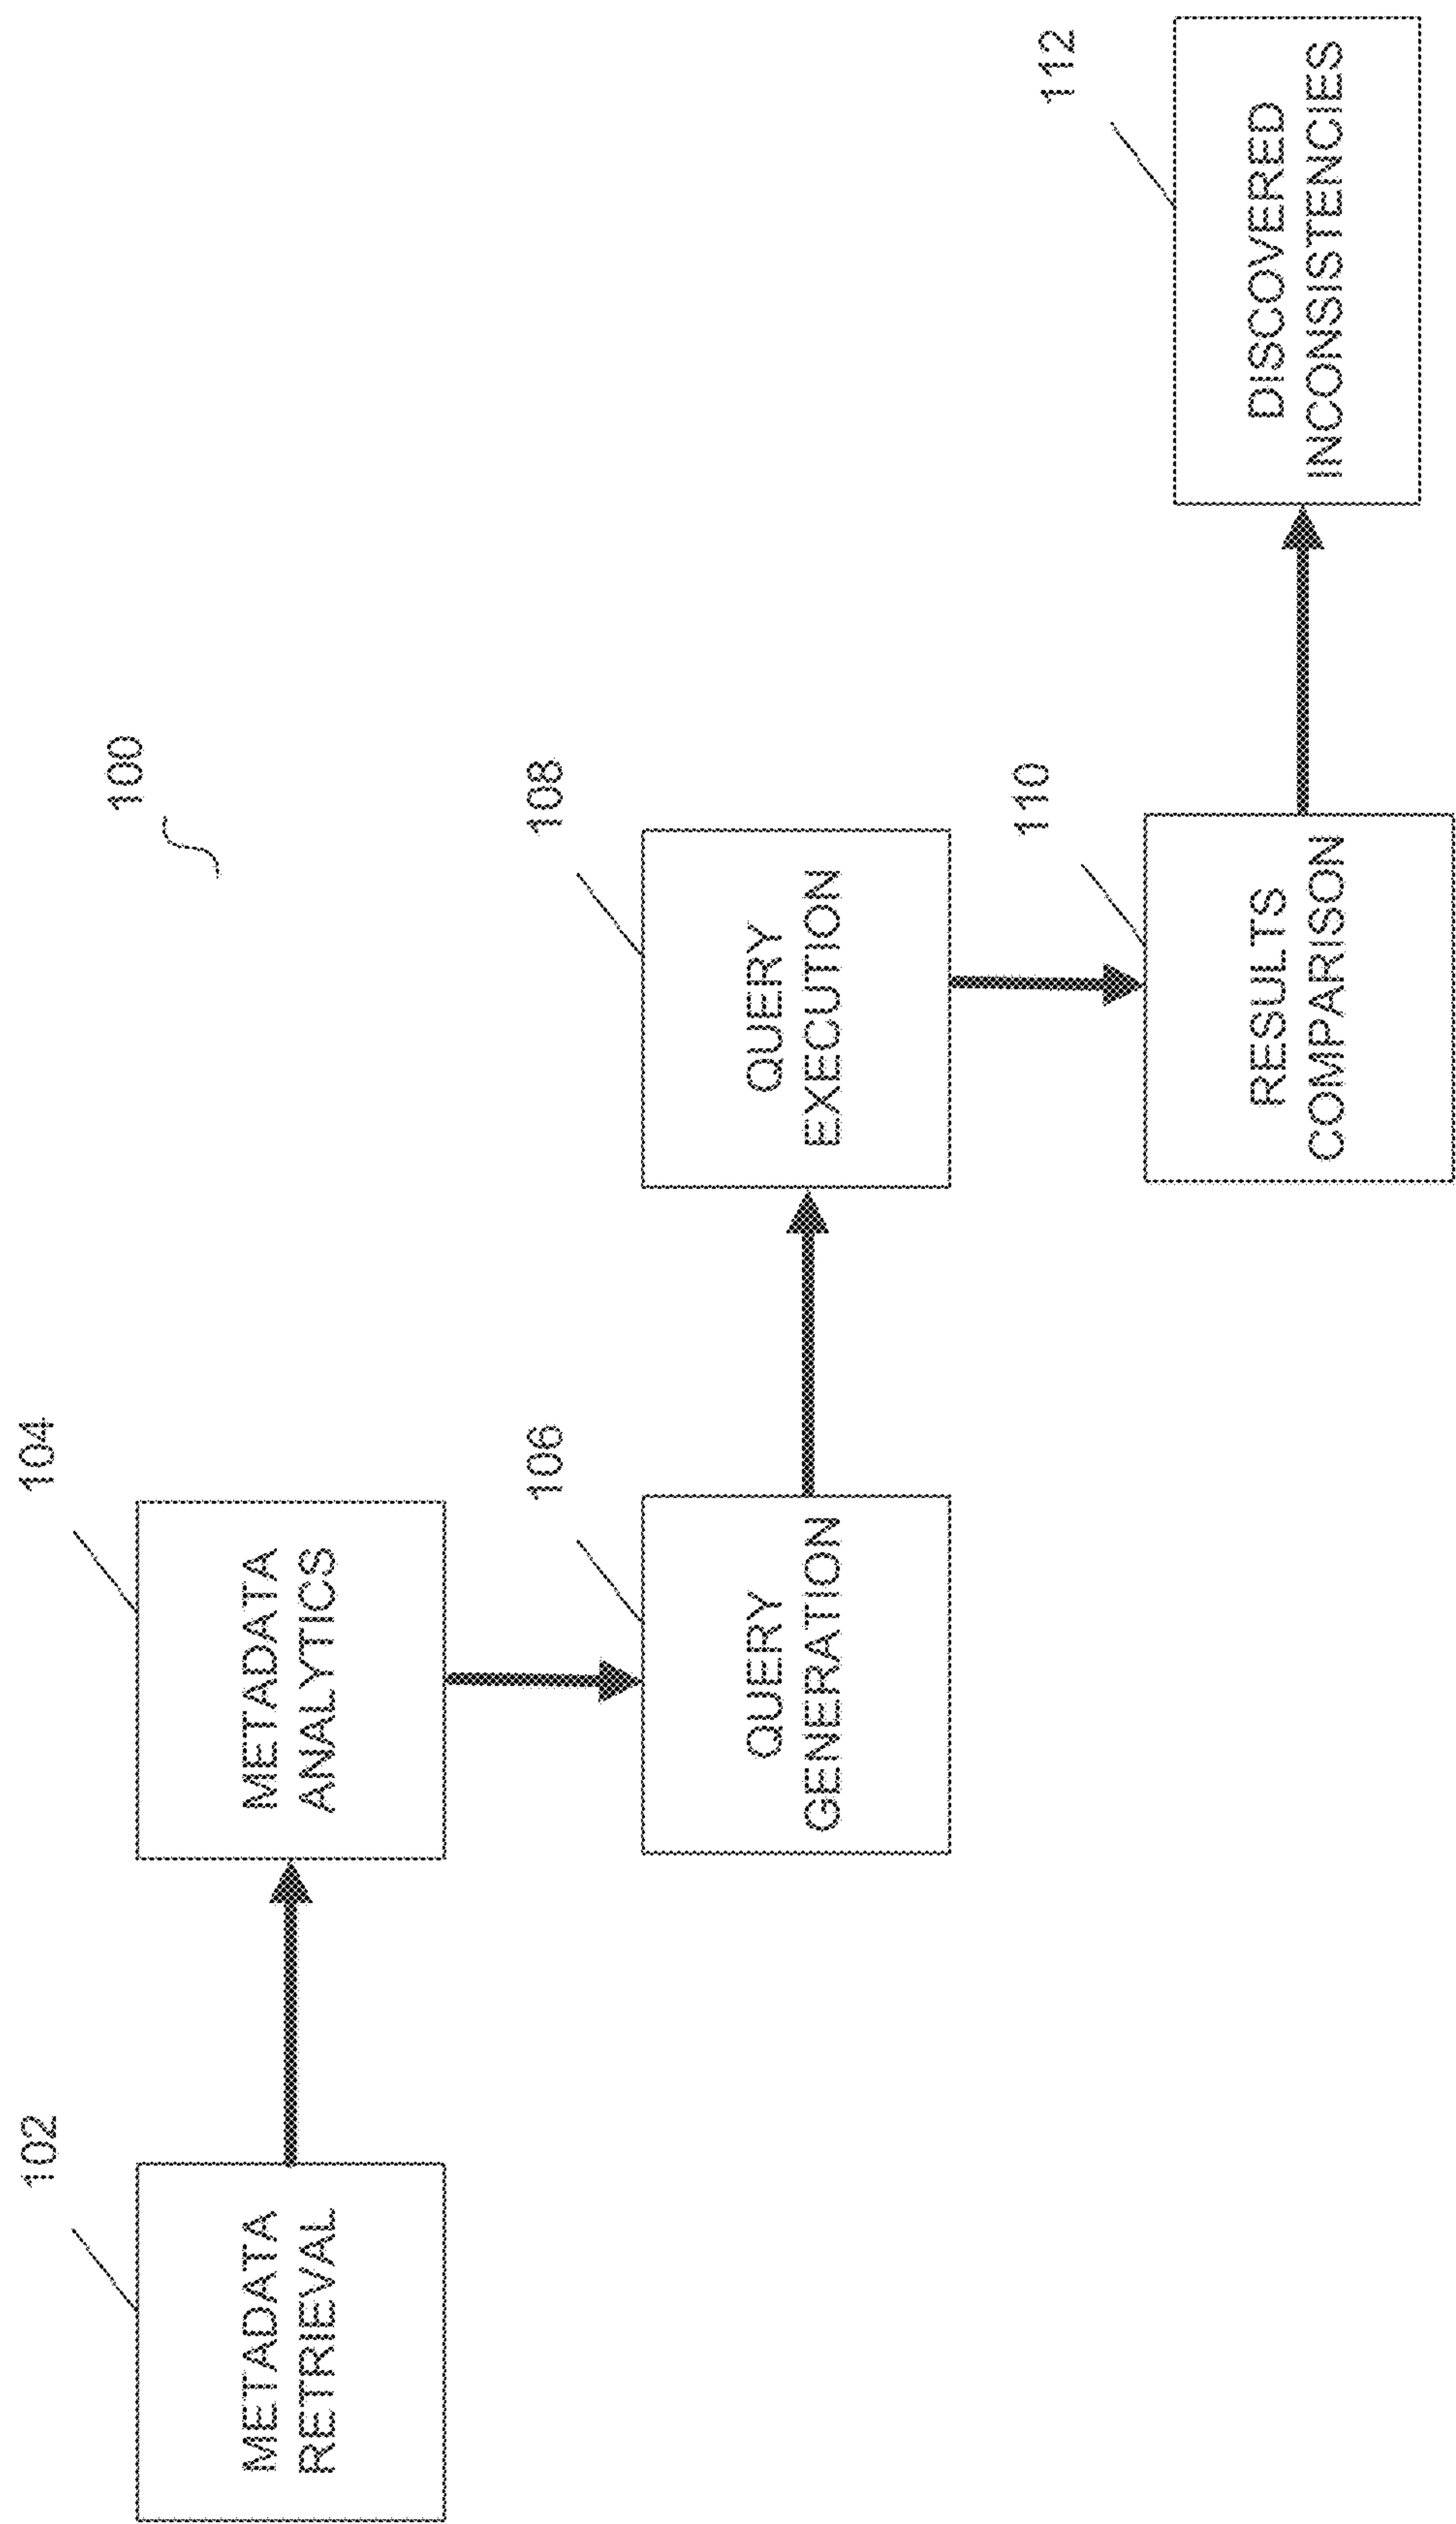 100
102
METADATA
RETRIEVAL
104
METADATA
ANALYTICS
106
QUERY
GENERATION
108
QUERY
EXECUTION
110
RESULTS
COMPARISON
112
DISCOVERED
INCONSISTENCIES